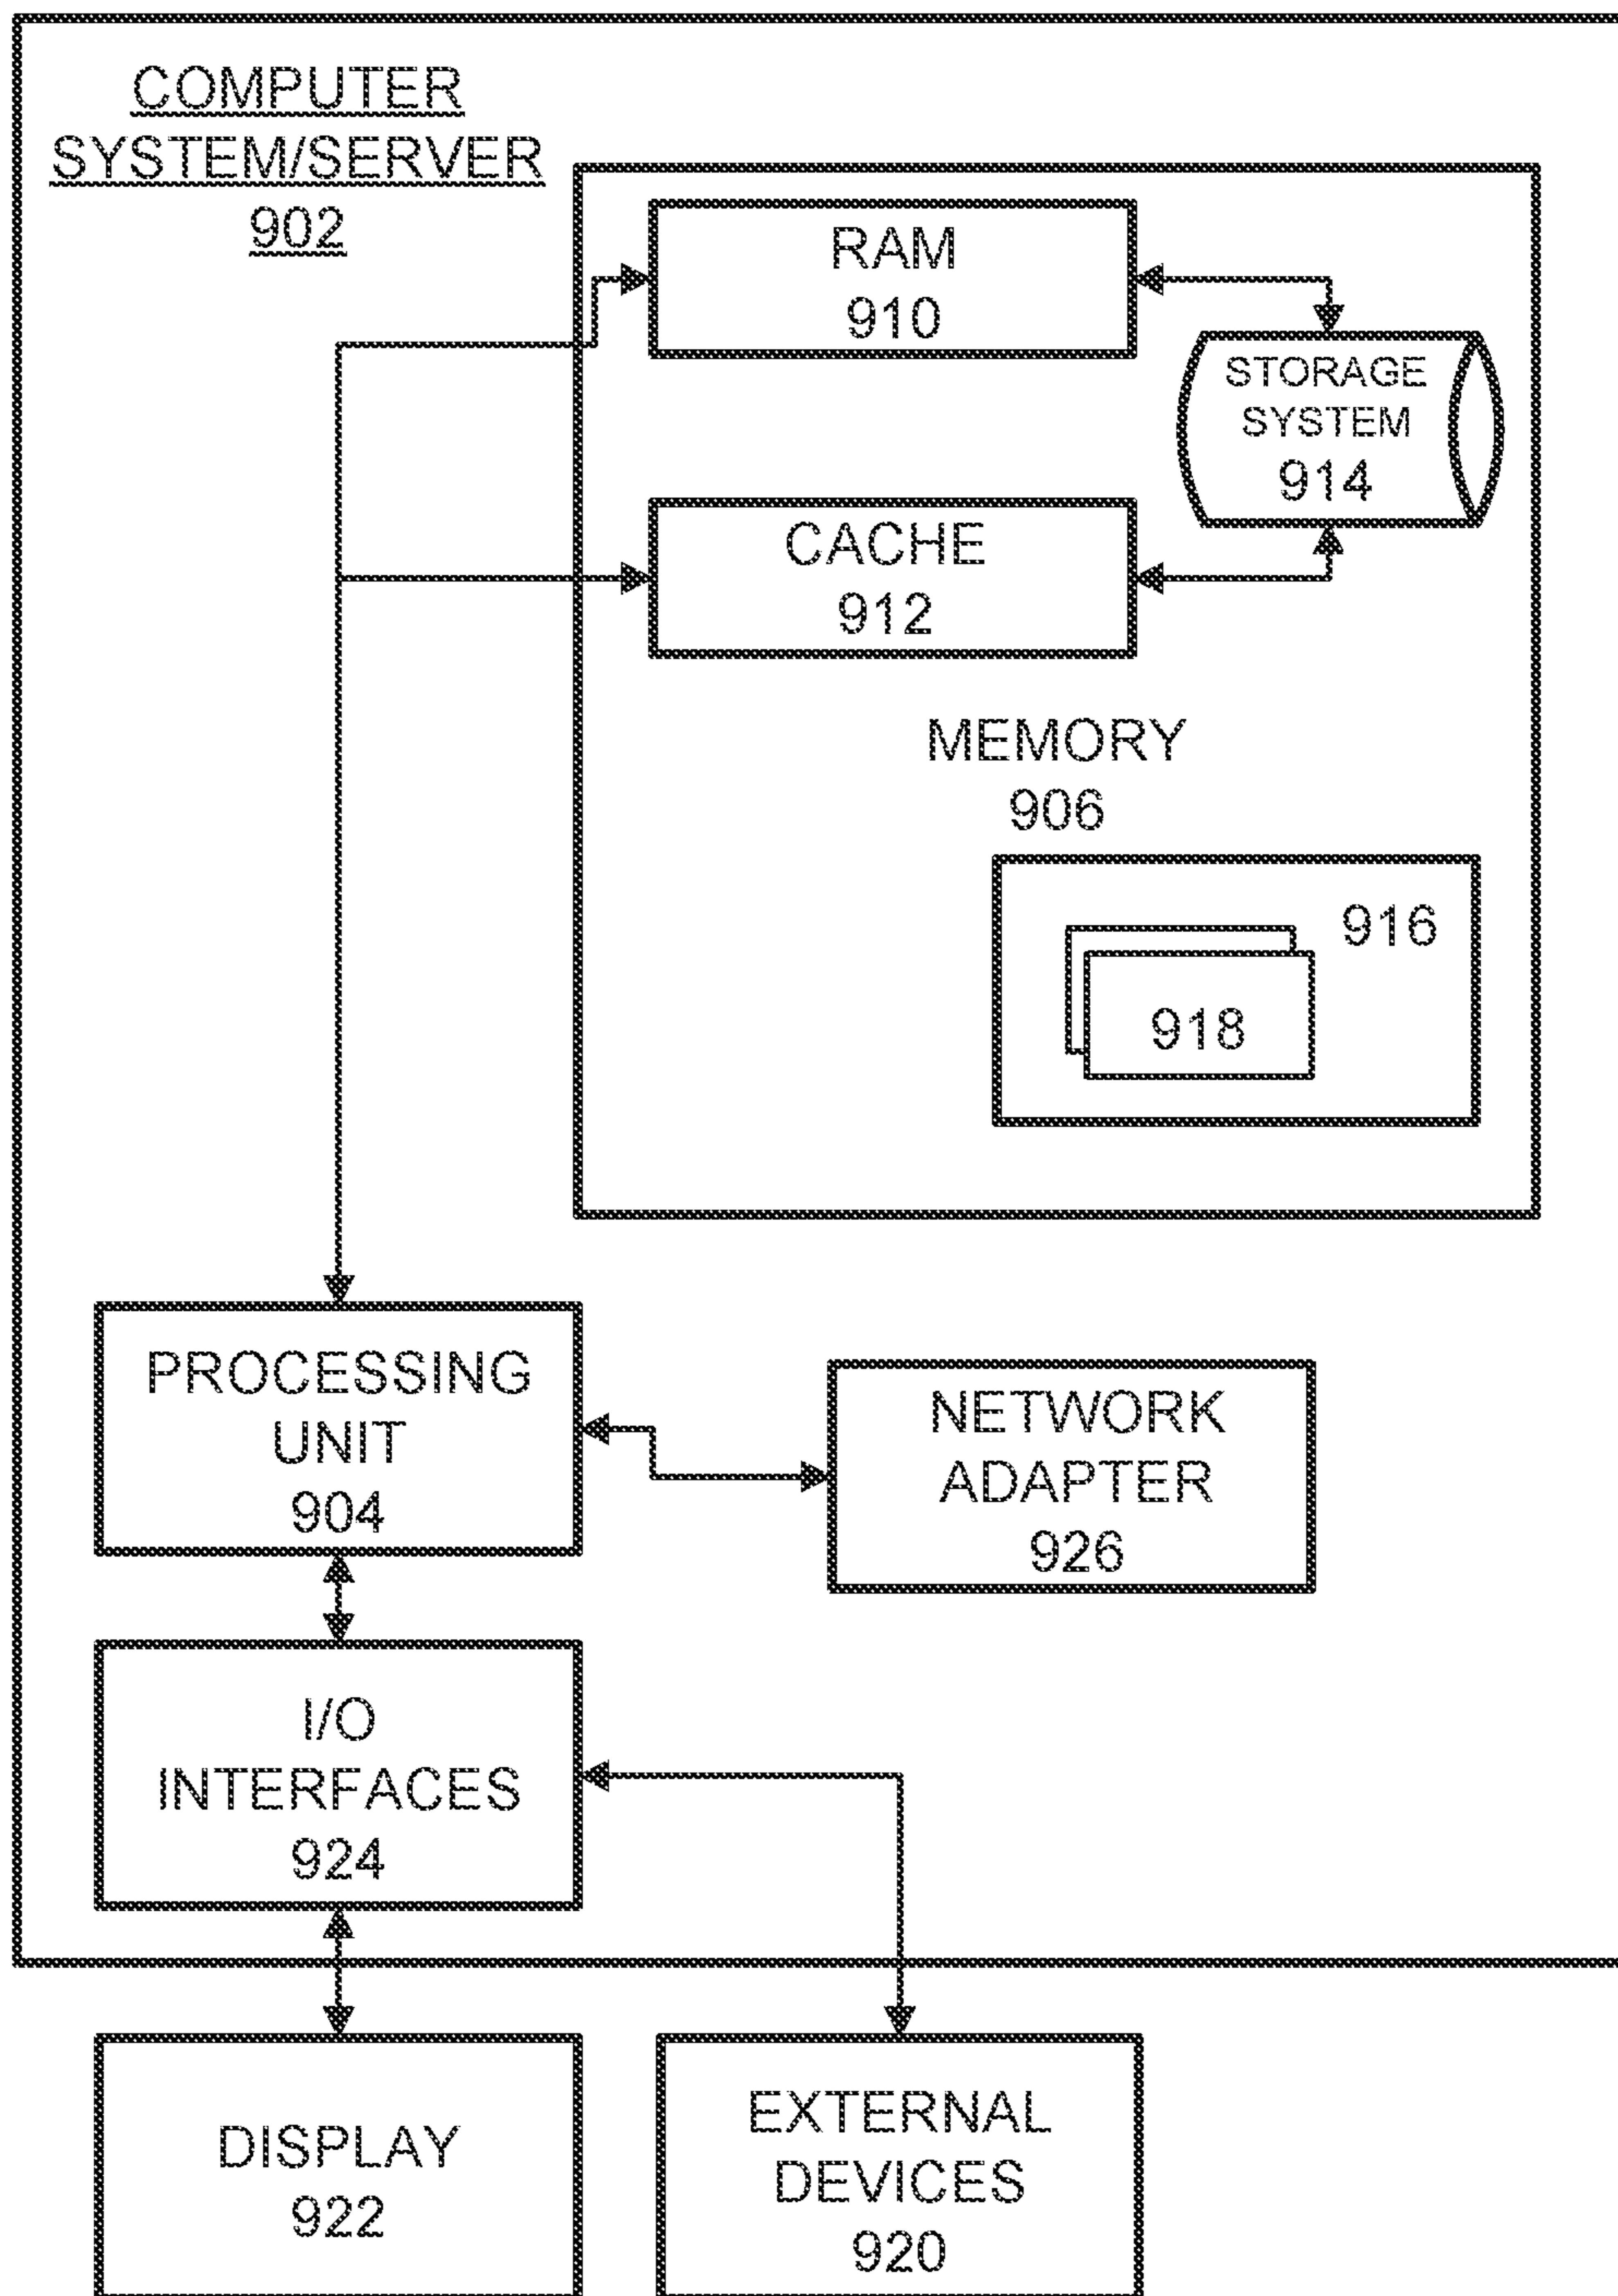 COMPUTER
SYSTEM/SERVER
902
RAM
910
STORAGE
SYSTEM
914
CACHE
912
MEMORY
906
916
918
PROCESSING
UNIT
904
NETWORK
ADAPTER
926
I/O
INTERFACES
924
DISPLAY
922
EXTERNAL
DEVICES
920